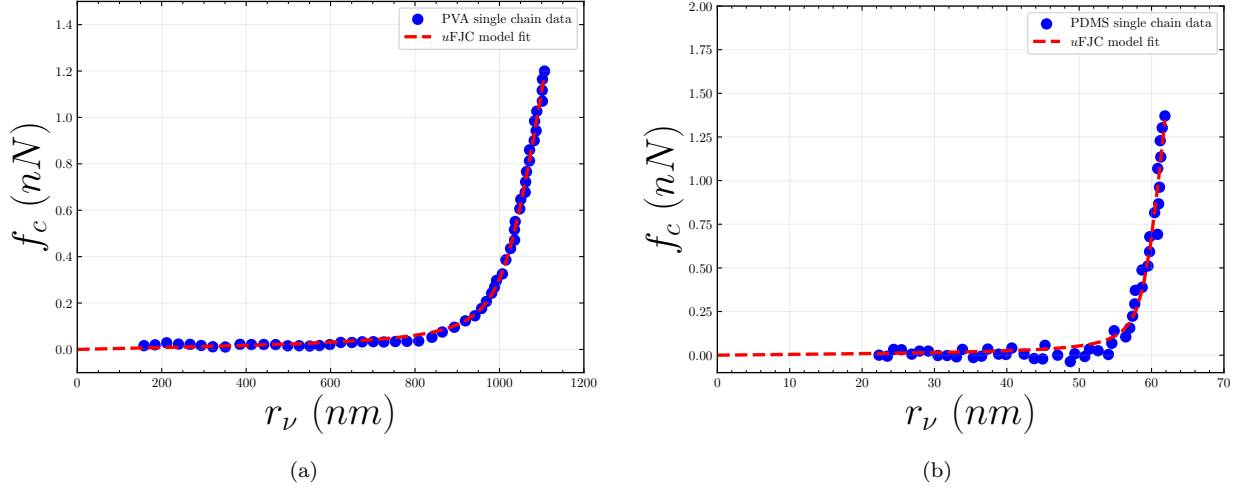 PVA single chain data
uFJC model fit
1.4
1.2
1.0
0.8
0.6
0.4
0.2
0.0
f_c (nN)
0 200 400 600 800 1000 1200
r_ν (nm)
(a)
PDMS single chain data
uFJC model fit
2.00
1.75
1.50
1.25
1.00
0.75
0.50
0.25
0.00
f_c (nN)
0 10 20 30 40 50 60 70
r_ν (nm)
(b)